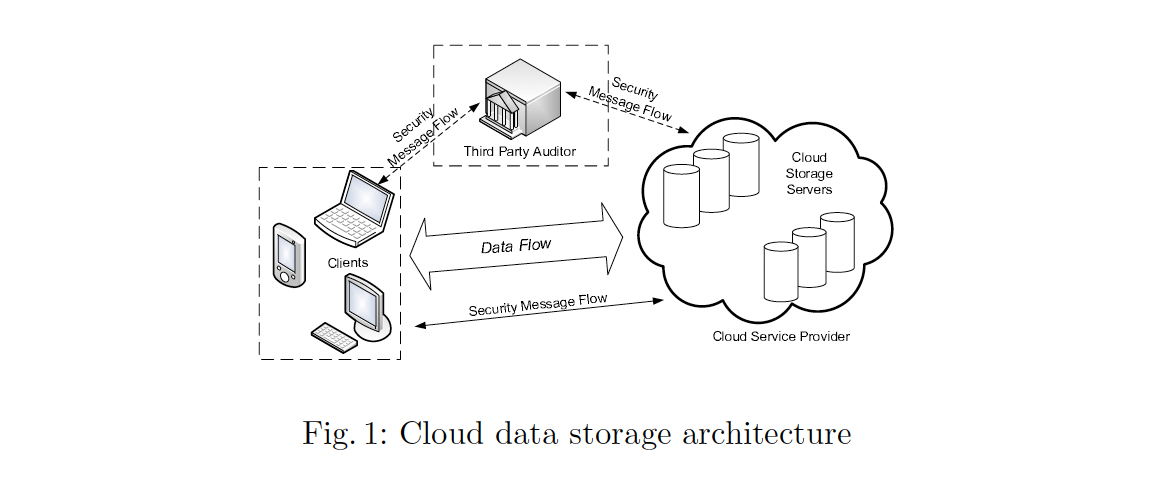 Security
Message Flow
Security
Message Flow
Third Party Auditor
Cloud
Storage
Servers
Clients
Data Flow
Security Message Flow
Cloud Service Provider
Fig. 1: Cloud data storage architecture